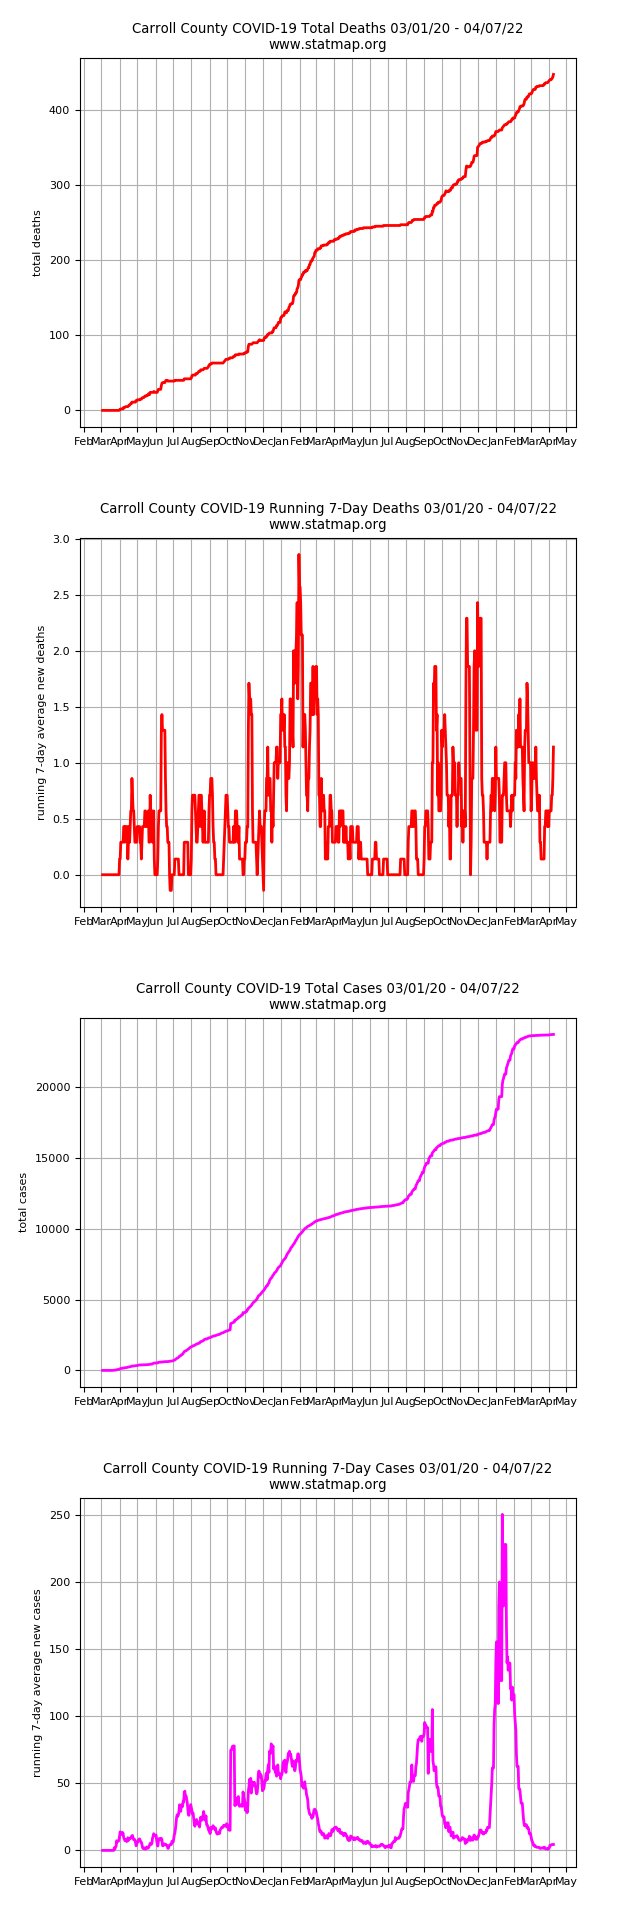 Carroll County COVID-19 Total Deaths 03/01/20 - 04/07/22
www.statmap.org
400
300
200
100
0
total deaths
Feb Mar Apr May Jun Jul Aug Sep Oct Nov Dec Jan Feb Mar Apr May Jun Jul Aug Sep Oct Nov Dec Jan Feb Mar Apr May
Carroll County COVID-19 Running 7-Day Deaths 03/01/20 - 04/07/22
www.statmap.org
3.0
2.5
2.0
1.5
1.0
0.5
0.0
running 7-day average new deaths
Feb Mar Apr May Jun Jul Aug Sep Oct Nov Dec Jan Feb Mar Apr May Jun Jul Aug Sep Oct Nov Dec Jan Feb Mar Apr May
Carroll County COVID-19 Total Cases 03/01/20 - 04/07/22
www.statmap.org
20000
15000
10000
5000
0
total cases
Feb Mar Apr May Jun Jul Aug Sep Oct Nov Dec Jan Feb Mar Apr May Jun Jul Aug Sep Oct Nov Dec Jan Feb Mar Apr May
Carroll County COVID-19 Running 7-Day Cases 03/01/20 - 04/07/22
www.statmap.org
250
200
150
100
50
0
running 7-day average new cases
Feb Mar Apr May Jun Jul Aug Sep Oct Nov Dec Jan Feb Mar Apr May Jun Jul Aug Sep Oct Nov Dec Jan Feb Mar Apr May